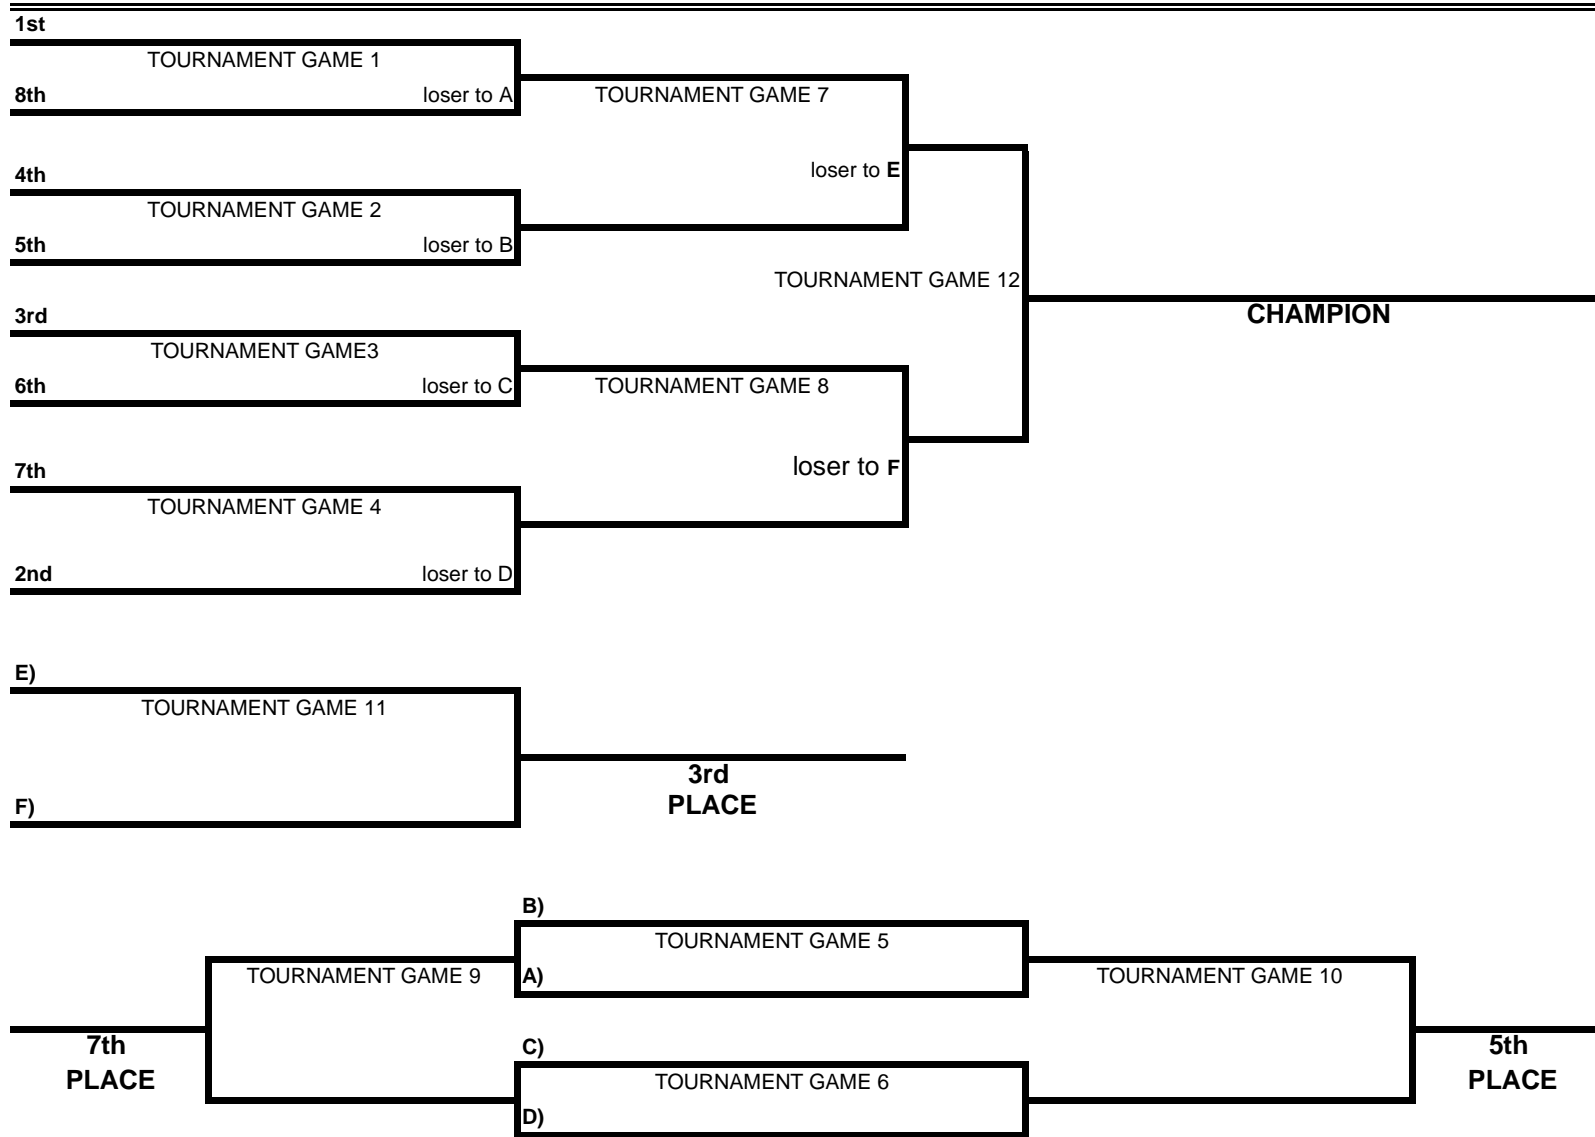 1st
TOURNAMENT GAME 1
8th loser to A
TOURNAMENT GAME 7
loser to E
4th
TOURNAMENT GAME 2
5th loser to B
TOURNAMENT GAME 12
CHAMPION
3rd
TOURNAMENT GAME3
6th loser to C
TOURNAMENT GAME 8
loser to F
7th
TOURNAMENT GAME 4
2nd loser to D
E)
TOURNAMENT GAME 11
3rd
PLACE
F)
B)
TOURNAMENT GAME 5
TOURNAMENT GAME 9
A)
TOURNAMENT GAME 10
7th
PLACE
C)
TOURNAMENT GAME 6
D)
5th
PLACE